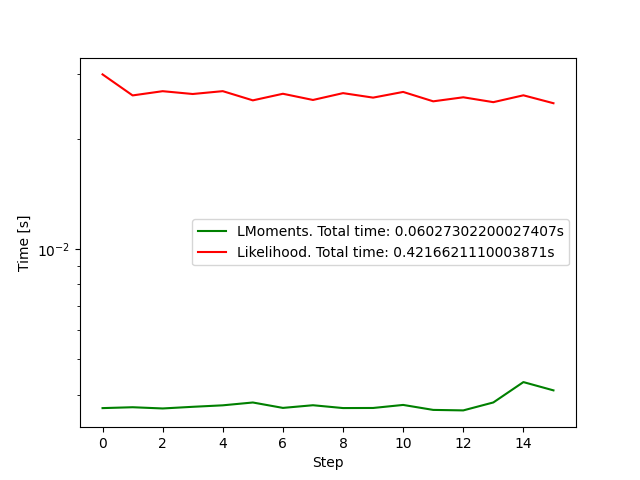 Time [s]
10⁻²
LMoments. Total time: 0.06027302200027407s
Likelihood. Total time: 0.4216621110003871s
0 2 4 6 8 10 12 14
Step